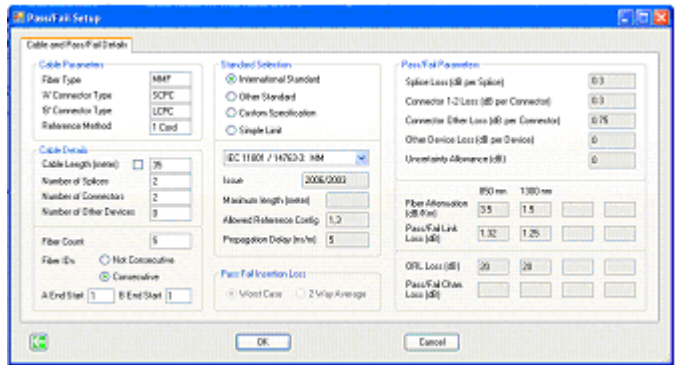 Pass/Fail Setup
Cable and Pass/Fail Details
Cable Parameters
Fiber Type MMF
'A' Connector Type SCPC
'B' Connector Type LCPC
Reference Method 1 Cord
Cable Details
Cable Length (meter) 35
Number of Splices 2
Number of Connectors 2
Number of Other Devices 0
Fiber Count 5
Fiber IDs Not Consecutive
Consecutive
A End Start 1 B End Start 1
Standard Selection
International Standard
Other Standard
Custom Specification
Single Limit
IEC 11801 / 14763-3: MM
Issue 2006/2003
Maximum length (meter)
Allowed Reference Config 1,3
Propagation Delay (ns/m) 5
Pass Fail Insertion Loss
Worst Case 2 Way Average
Pass/Fail Parameters
Splice Loss (dB per Splice) 0.3
Connector 1-2 Loss (dB per Connector) 0.3
Connector Other Loss (dB per Connector) 0.75
Other Device Loss (dB per Device) 0
Uncertainty Allowance (dB) 0
850 nm 1300 nm
Fiber Attenuation (dB/Km) 3.5 1.5
Pass/Fail Link Loss (dB) 1.32 1.25
ORL Loss (dB) 20 20
Pass/Fail Chan. Loss (dB)
OK Cancel